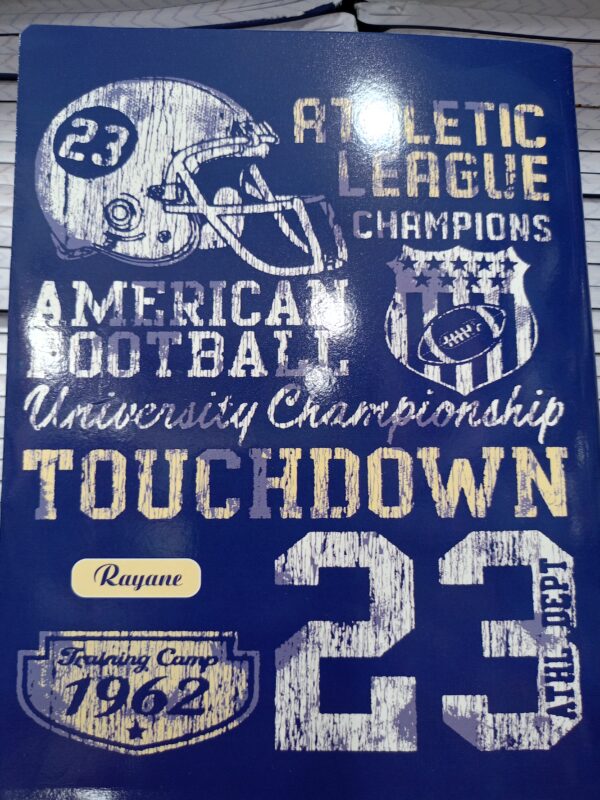 23
ATHLETIC
LEAGUE
CHAMPIONS
AMERICAN
FOOTBALL
University Championship
TOUCHDOWN
Rayane
23
ATHL DEPT
Training Camp
1962